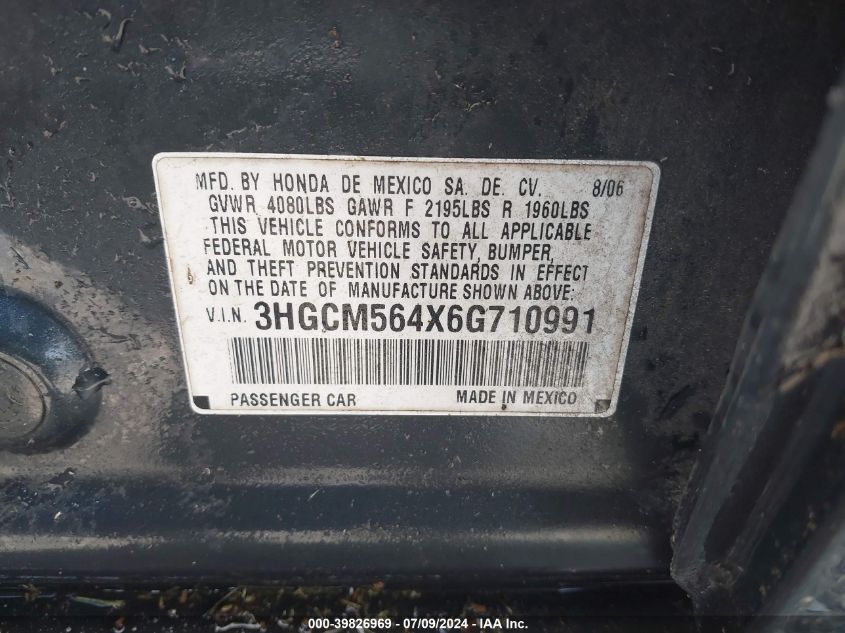 MFD. BY HONDA DE MEXICO SA. DE. CV. 8/06
GVWR 4080LBS GAWR F 2195LBS R 1960LBS
THIS VEHICLE CONFORMS TO ALL APPLICABLE
FEDERAL MOTOR VEHICLE SAFETY, BUMPER,
AND THEFT PREVENTION STANDARDS IN EFFECT
ON THE DATE OF MANUFACTURE SHOWN ABOVE:
V.I.N. 3HGCM564X6G710991
PASSENGER CAR MADE IN MEXICO
000-39826969 - 07/09/2024 - IAA Inc.